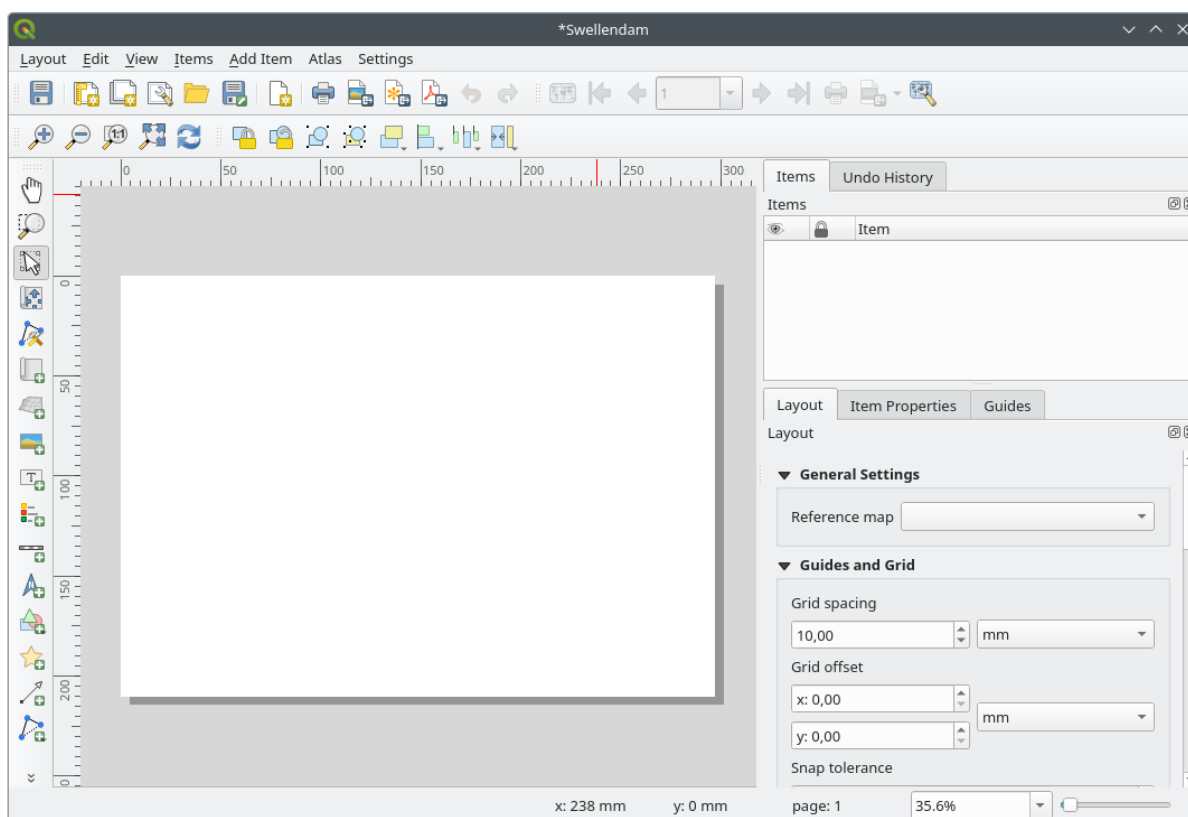 *Swellendam
Layout Edit View Items Add Item Atlas Settings
1
1:1
0 50 100 150 200 250 300
Items Undo History
Items
Item
0
50
100
150
200
0
T
N
Layout Item Properties Guides
Layout
General Settings
Reference map
Guides and Grid
Grid spacing
10,00 mm
Grid offset
x: 0,00
mm
y: 0,00
Snap tolerance
x: 238 mm y: 0 mm page: 1 35.6%